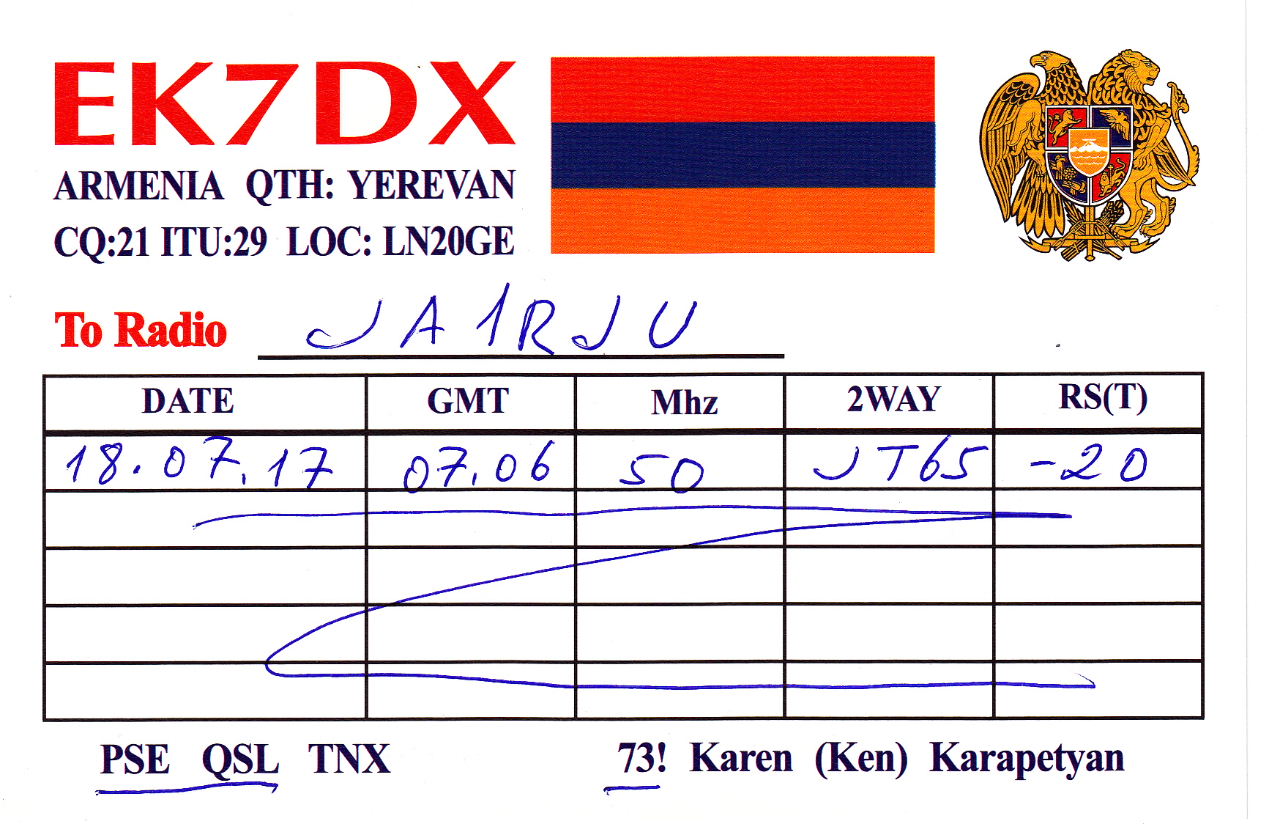 EK7DX
ARMENIA QTH: YEREVAN
CQ:21 ITU:29 LOC: LN20GE
To Radio JA1RJU
DATE GMT Mhz 2WAY RS(T)
18.07.17 07.06 50 JT65 -20
PSE QSL TNX 73! Karen (Ken) Karapetyan